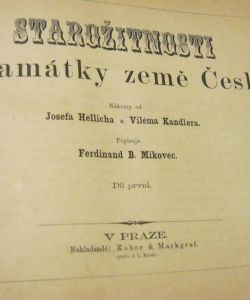 STAROŽITNOSTI
amátky země Česk
Nákresy od
Josefa Hellicha a Viléma Kandlera.
Popisuje
Ferdinand B. Mikovec.
Díl první.
V PRAZE.
Nakladatelé: Kober & Markgraf.